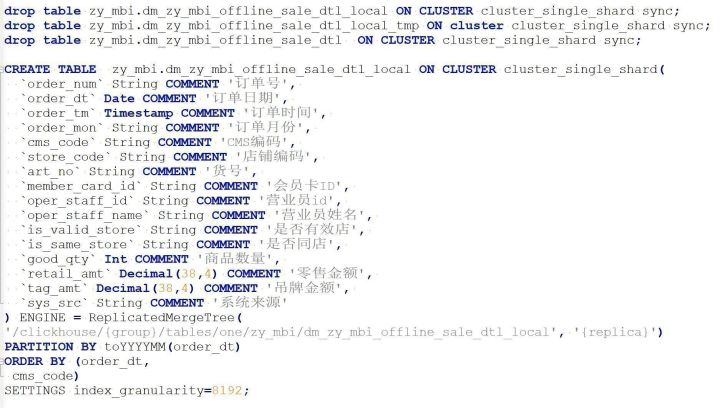 drop table zy_mbi.dm_zy_mbi_offline_sale_dtl_local ON CLUSTER cluster_single_shard sync;
drop table zy_mbi.dm_zy_mbi_offline_sale_dtl_local_tmp ON cluster cluster_single_shard sync;
drop table zy_mbi.dm_zy_mbi_offline_sale_dtl  ON CLUSTER cluster_single_shard sync;

CREATE TABLE  zy_mbi.dm_zy_mbi_offline_sale_dtl_local ON CLUSTER cluster_single_shard(
  `order_num` String COMMENT '订单号',
  `order_dt` Date COMMENT '订单日期',
  `order_tm` Timestamp COMMENT '订单时间',
  `order_mon` String COMMENT '订单月份',
  `cms_code` String COMMENT 'CMS编码',
  `store_code` String COMMENT '店铺编码',
  `art_no` String COMMENT '货号',
  `member_card_id` String COMMENT '会员卡ID',
  `oper_staff_id` String COMMENT '营业员id',
  `oper_staff_name` String COMMENT '营业员姓名',
  `is_valid_store` String COMMENT '是否有效店',
  `is_same_store` String COMMENT '是否同店',
  `good_qty` Int COMMENT '商品数量',
  `retail_amt` Decimal(38,4) COMMENT '零售金额',
  `tag_amt` Decimal(38,4) COMMENT '吊牌金额',
  `sys_src` String COMMENT '系统来源'
) ENGINE = ReplicatedMergeTree(
'/clickhouse/{group}/tables/one/zy_mbi/dm_zy_mbi_offline_sale_dtl_local', '{replica}')
PARTITION BY toYYYYMM(order_dt)
ORDER BY (order_dt,
 cms_code)
SETTINGS index_granularity=8192;